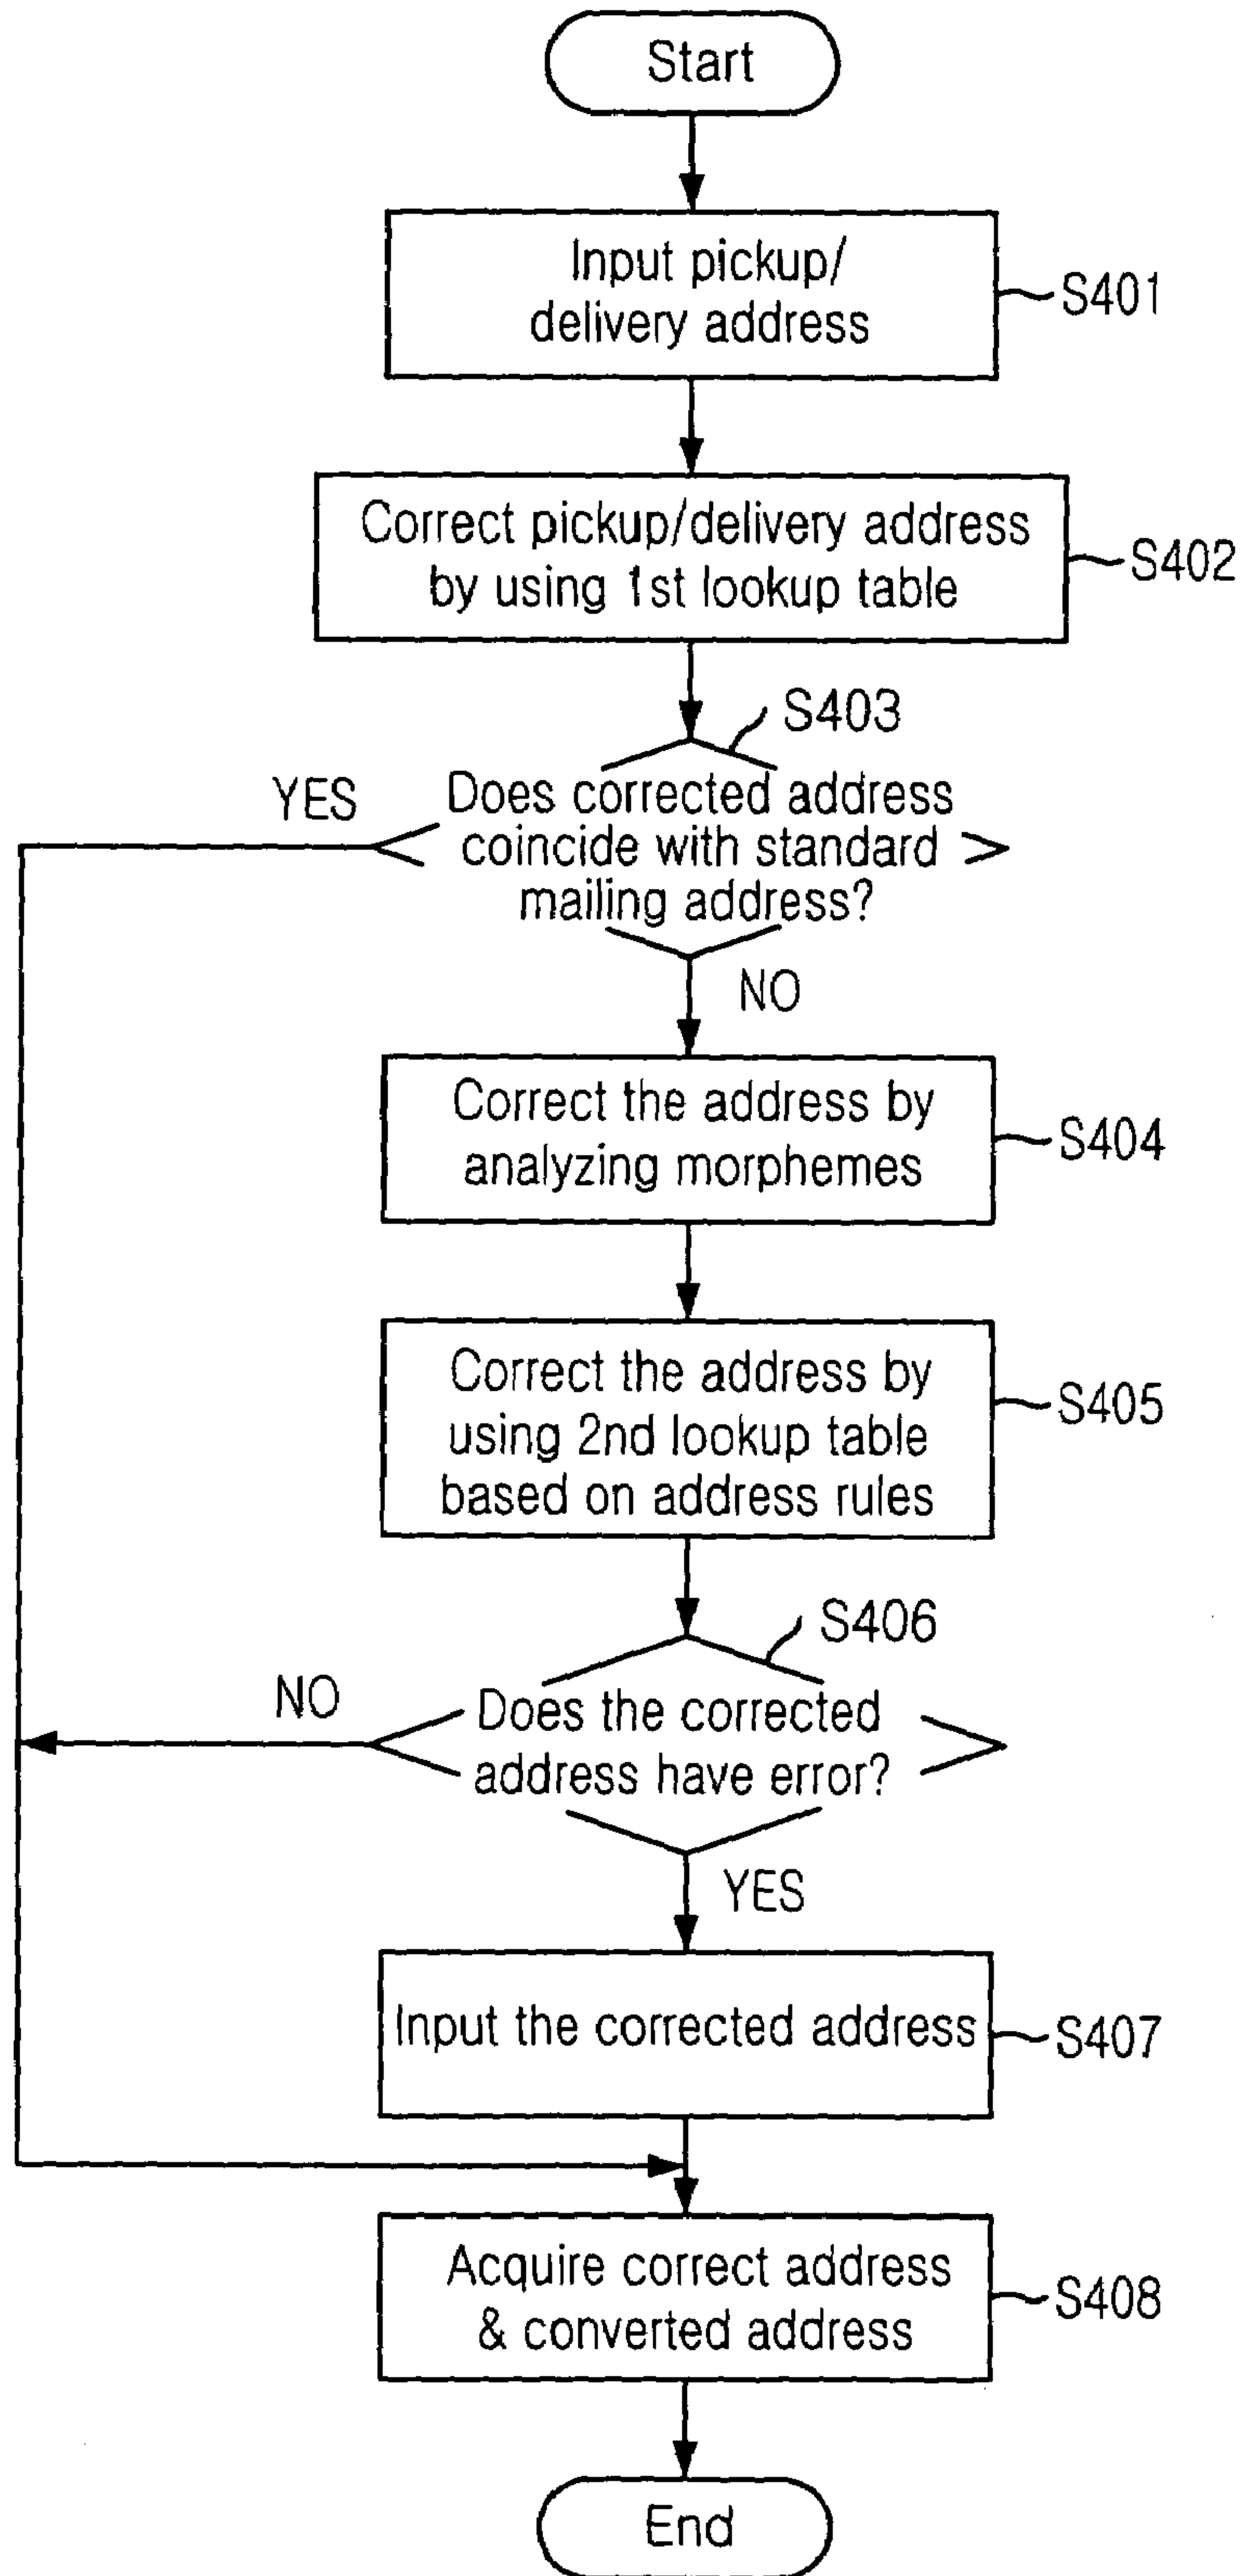 Start
Input pickup/
delivery address
S401
Correct pickup/delivery address
by using 1st lookup table
S402
S403
YES
Does corrected address
coincide with standard
mailing address?
NO
Correct the address by
analyzing morphemes
S404
Correct the address by
using 2nd lookup table
based on address rules
S405
S406
NO
Does the corrected
address have error?
YES
Input the corrected address
S407
Acquire correct address
& converted address
S408
End